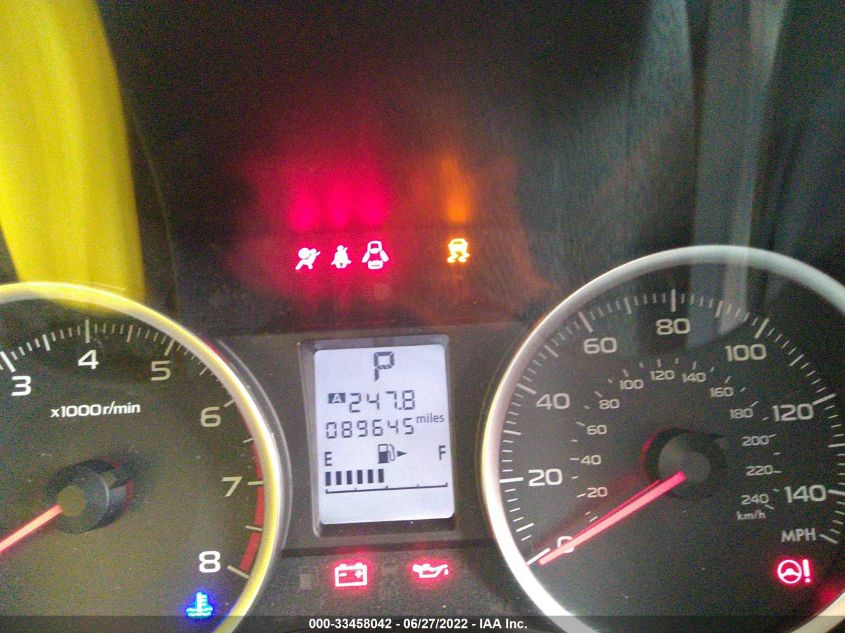 3 4 5 6 7 8
x1000r/min
P
A 247.8
089645 miles
E F
0 20 40 60 80 100 120 140
MPH
20 40 60 80 100 120 140 160 180 200 220 240
km/h
000-33458042 - 06/27/2022 - IAA Inc.